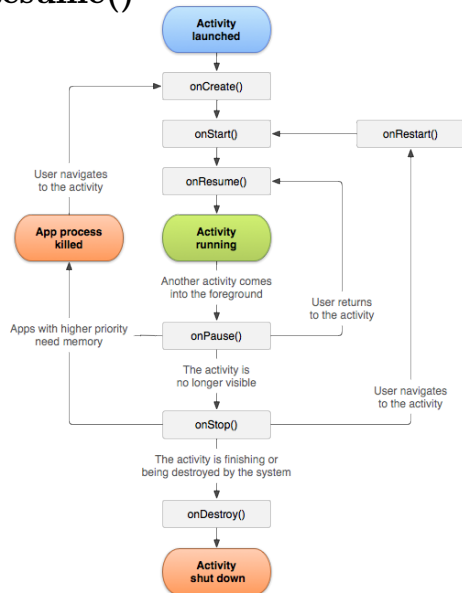 Activity
launched
onCreate()
onStart()
onRestart()
User navigates
to the activity
onResume()
App process
killed
Activity
running
Another activity comes
into the foreground
User returns
to the activity
Apps with higher priority
need memory
onPause()
The activity is
no longer visible
User navigates
to the activity
onStop()
The activity is finishing or
being destroyed by the system
onDestroy()
Activity
shut down